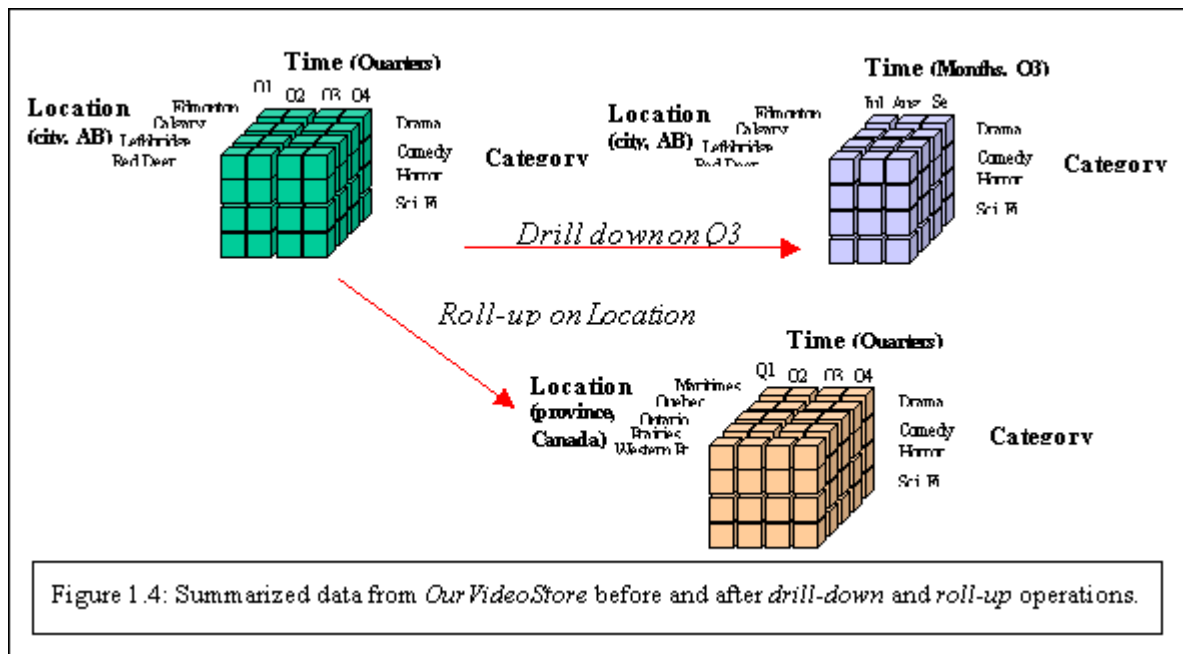 Time (Quarters)
Q1 Q2 Q3 Q4
Location
(city, AB)
Edmonton
Calgary
Lethbridge
Red Deer
Drama
Comedy
Horror
Sci. Fi
Category
Time (Months, Q3)
Jul Aug Se
Location
(city, AB)
Edmonton
Calgary
Lethbridge
Red Deer
Drama
Comedy
Horror
Sci. Fi
Category
Drill down on Q3
Roll-up on Location
Time (Quarters)
Q1 Q2 Q3 Q4
Location
(province,
Canada)
Maritimes
Quebec
Ontario
Prairies
Western Pr
Drama
Comedy
Horror
Sci. Fi
Category
Figure 1.4: Summarized data from Our VideoStore before and after drill-down and roll-up operations.